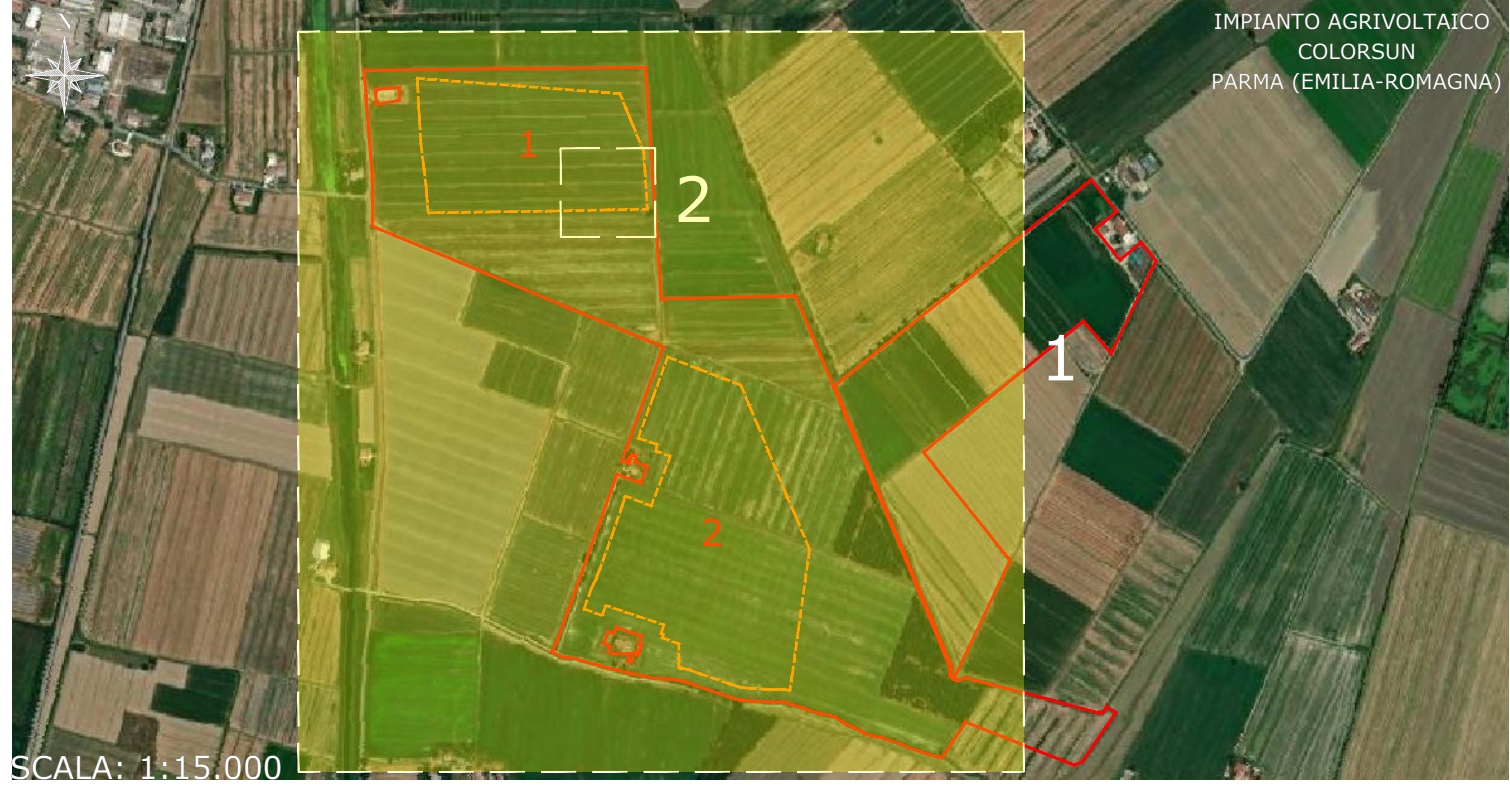 IMPIANTO AGRIVOLTAICO
COLORSUN
PARMA (EMILIA-ROMAGNA)
1
2
1
2
SCALA: 1:15.000